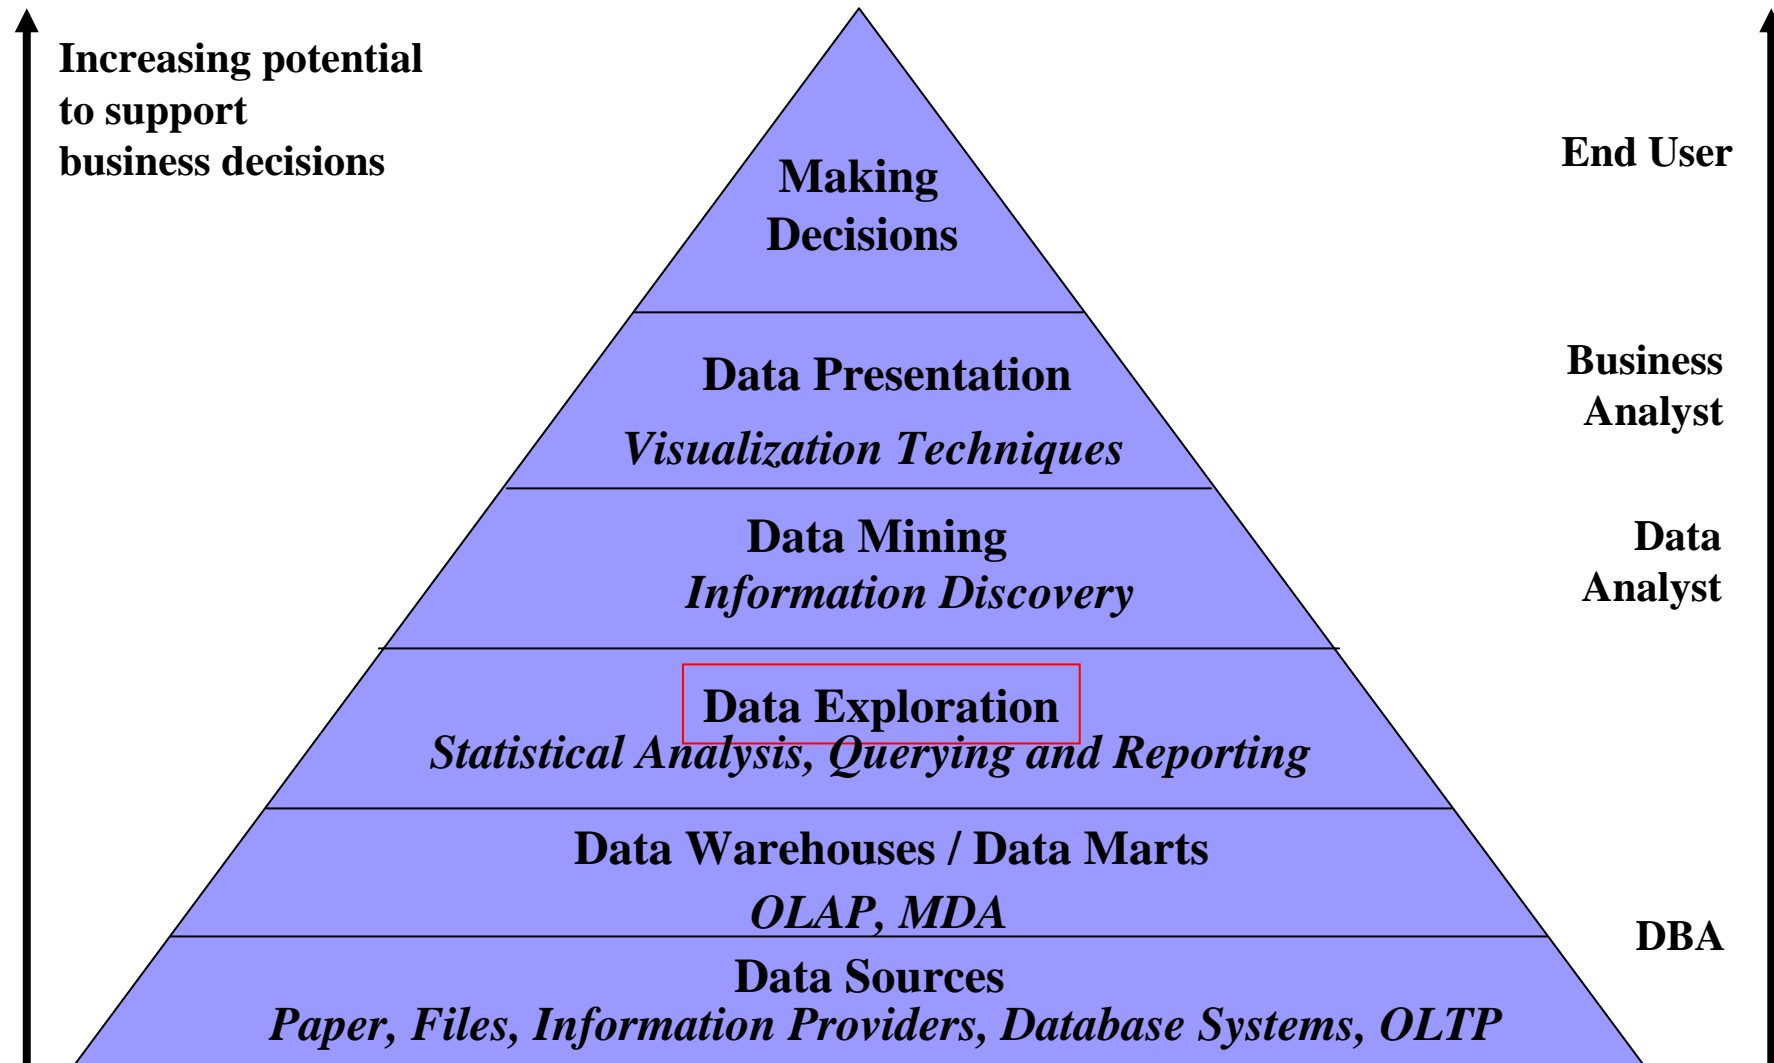 Increasing potential
to support
business decisions
End User
Making
Decisions
Business
Analyst
Data Presentation
Visualization Techniques
Data
Analyst
Data Mining
Information Discovery
Data Exploration
Statistical Analysis, Querying and Reporting
Data Warehouses / Data Marts
OLAP, MDA
DBA
Data Sources
Paper, Files, Information Providers, Database Systems, OLTP